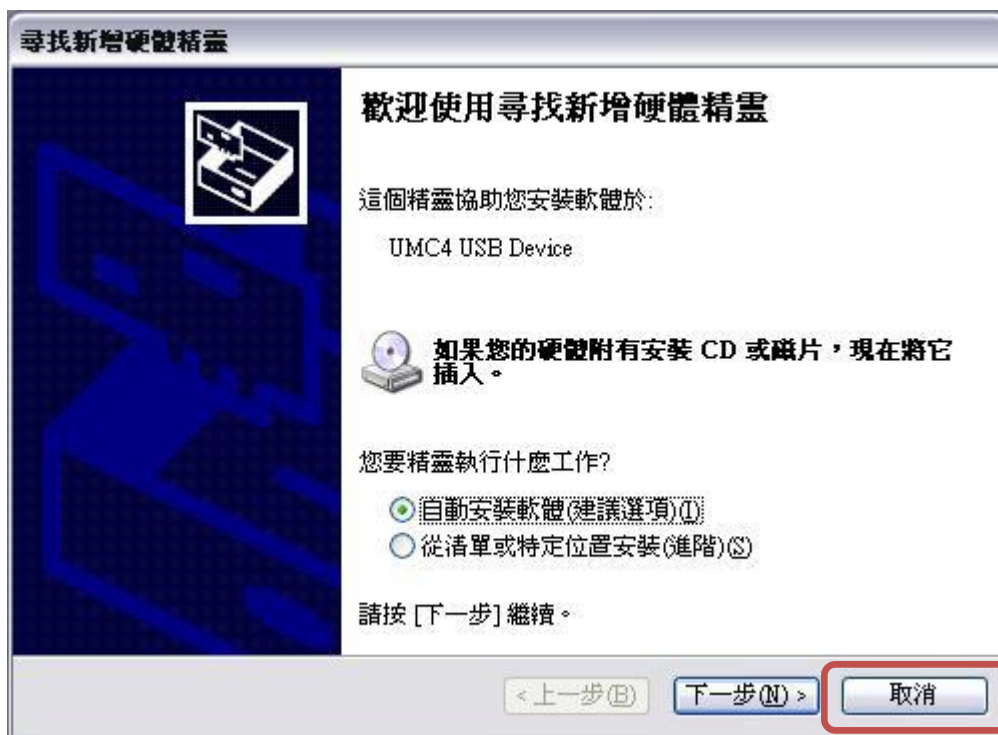 尋找新增硬體精靈
歡迎使用尋找新增硬體精靈
這個精靈協助您安裝軟體於:
UMC4 USB Device
如果您的硬體附有安裝 CD 或磁片,現在將它
插入。
您要精靈執行什麼工作?
自動安裝軟體(建議選項)(I)
從清單或特定位置安裝(進階)(S)
請按 [下一步] 繼續。
< 上一步(B) 下一步(N) > 取消